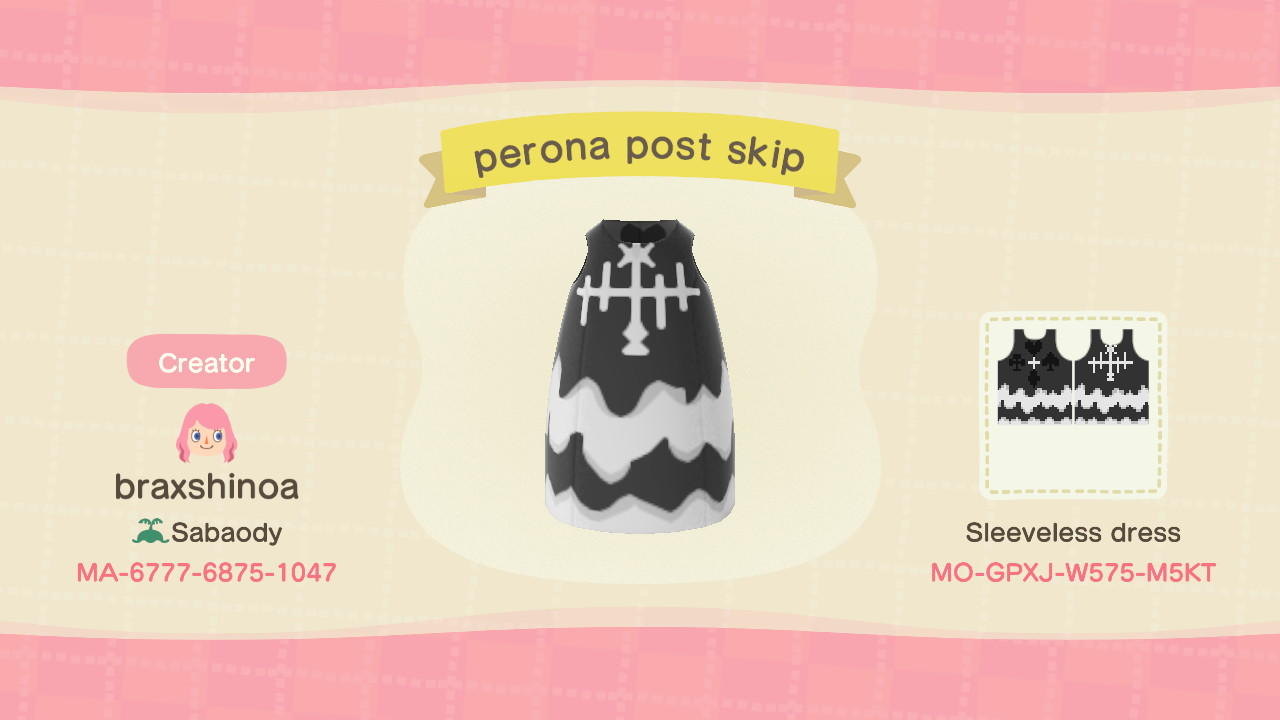 perona post skip
Creator
braxshinoa
Sabaody
MA-6777-6875-1047
Sleeveless dress
MO-GPXJ-W575-M5KT